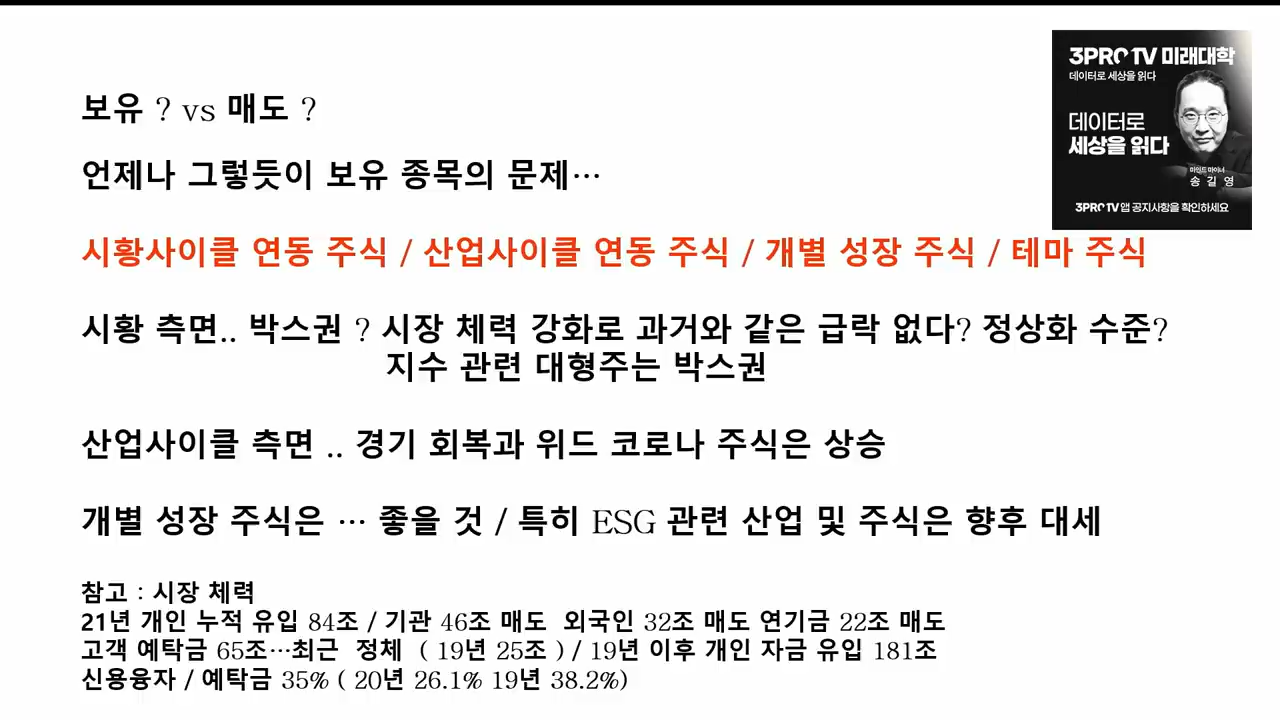 3PRO TV 미래대학
데이터로 세상을 읽다
데이터로
세상을 읽다
마인드 마이너
송 길 영
3PRO TV 앱 공지사항을 확인하세요
보유 ? vs 매도 ?
언제나 그렇듯이 보유 종목의 문제…
시황사이클 연동 주식 / 산업사이클 연동 주식 / 개별 성장 주식 / 테마 주식
시황 측면.. 박스권 ? 시장 체력 강화로 과거와 같은 급락 없다? 정상화 수준?
지수 관련 대형주는 박스권
산업사이클 측면 .. 경기 회복과 위드 코로나 주식은 상승
개별 성장 주식은 … 좋을 것 / 특히 ESG 관련 산업 및 주식은 향후 대세
참고 : 시장 체력
21년 개인 누적 유입 84조 / 기관 46조 매도 외국인 32조 매도 연기금 22조 매도
고객 예탁금 65조…최근 정체 ( 19년 25조 ) / 19년 이후 개인 자금 유입 181조
신용융자 / 예탁금 35% ( 20년 26.1% 19년 38.2%)